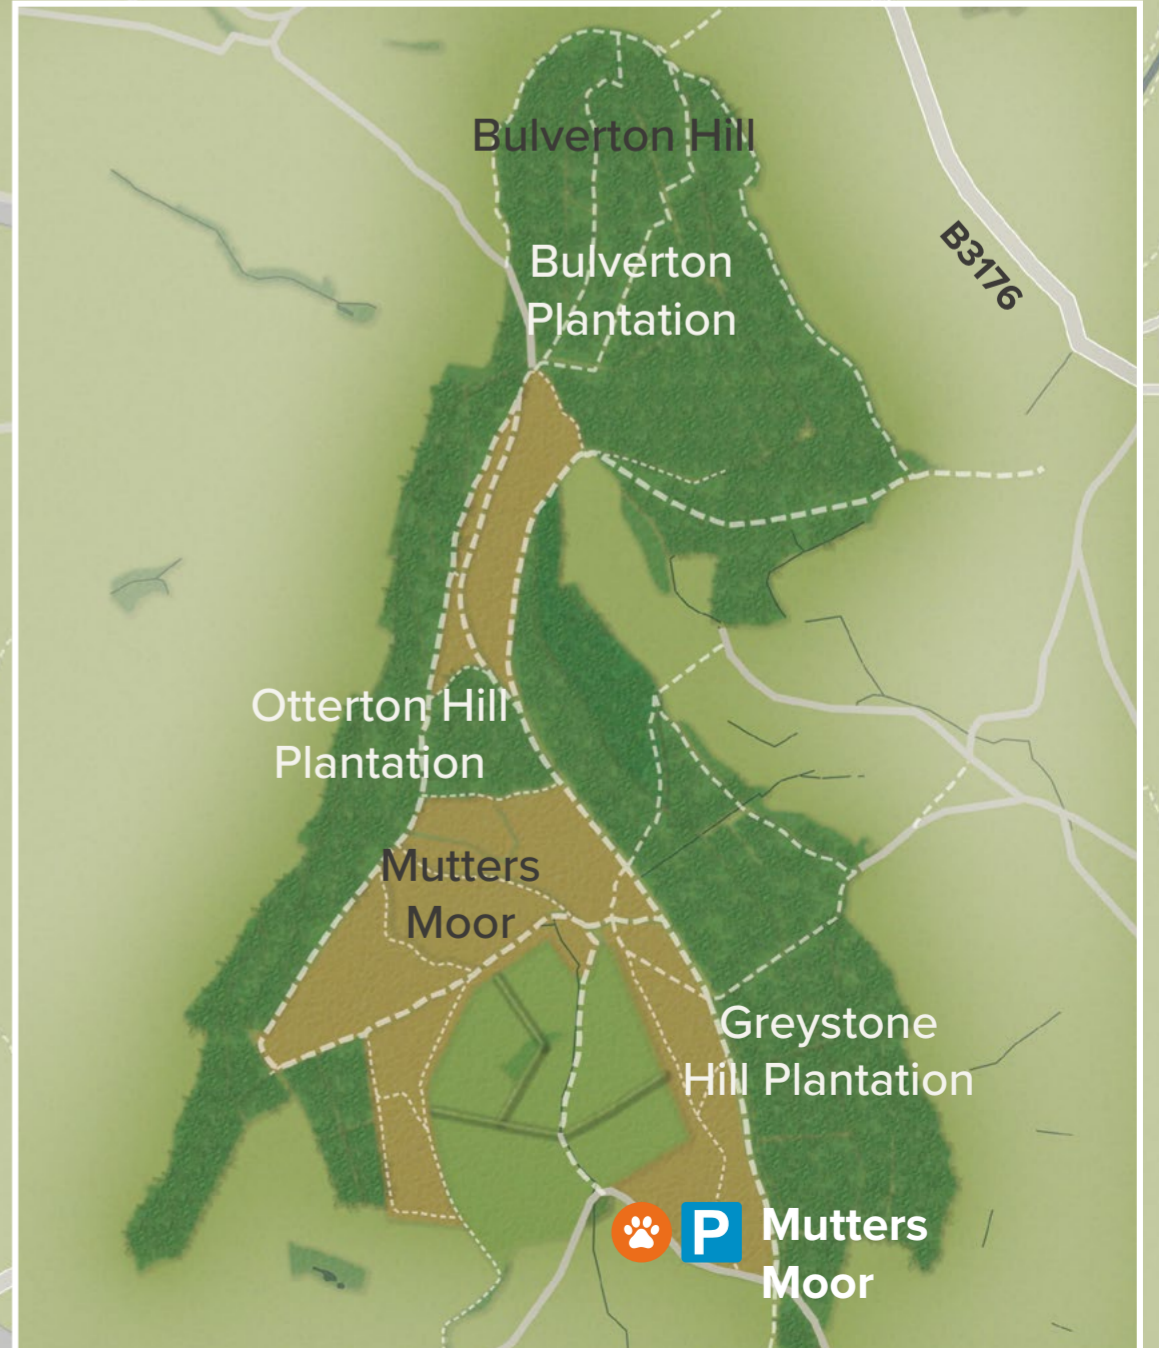 Bulverton Hill
B3176
Bulverton
Plantation
Otterton Hill
Plantation
Mutters
Moor
Greystone
Hill Plantation
P
Mutters
Moor